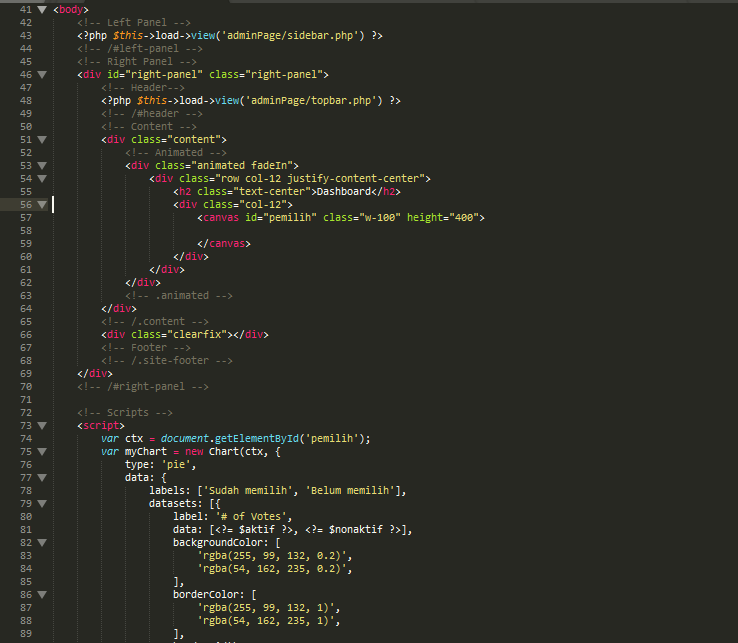 41 <body>
42 <!-- Left Panel -->
43 <?php $this->load->view('adminPage/sidebar.php') ?>
44 <!-- /#left-panel -->
45 <!-- Right Panel -->
46 <div id="right-panel" class="right-panel">
47 <!-- Header-->
48 <?php $this->load->view('adminPage/topbar.php') ?>
49 <!-- /#header -->
50 <!-- Content -->
51 <div class="content">
52 <!-- Animated -->
53 <div class="animated fadeIn">
54 <div class="row col-12 justify-content-center">
55 <h2 class="text-center">Dashboard</h2>
56 <div class="col-12">
57 <canvas id="pemilih" class="w-100" height="400">
58
59 </canvas>
60 </div>
61 </div>
62 </div>
63 <!-- .animated -->
64 </div>
65 <!-- /.content -->
66 <div class="clearfix"></div>
67 <!-- Footer -->
68 <!-- /.site-footer -->
69 </div>
70 <!-- /#right-panel -->
71
72 <!-- Scripts -->
73 <script>
74 var ctx = document.getElementById('pemilih');
75 var myChart = new Chart(ctx, {
76 type: 'pie',
77 data: {
78 labels: ['Sudah memilih', 'Belum memilih'],
79 datasets: [{
80 label: '# of Votes',
81 data: [<?= $aktif ?>, <?= $nonaktif ?>],
82 backgroundColor: [
83 'rgba(255, 99, 132, 0.2)',
84 'rgba(54, 162, 235, 0.2)',
85 ],
86 borderColor: [
87 'rgba(255, 99, 132, 1)',
88 'rgba(54, 162, 235, 1)',
89 ],